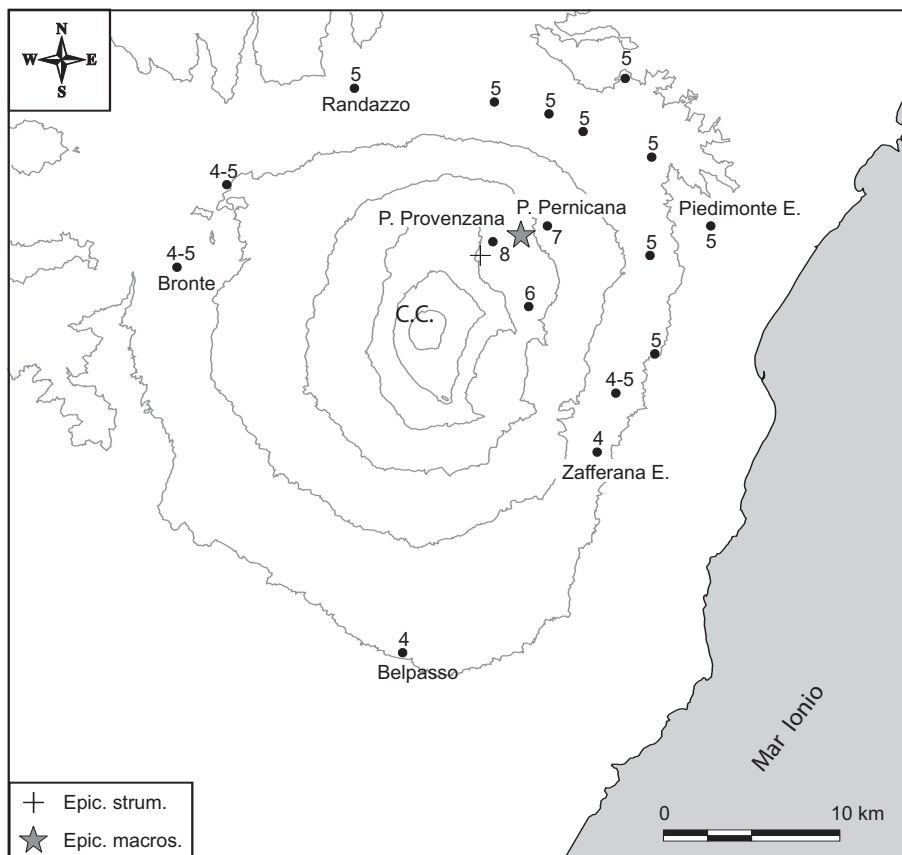 N
W E
S
5
Randazzo
5
5
5
5
5
4-5
P. Pernicana
Piedimonte E.
P. Provenzana
7
5
8
5
4-5
Bronte
6
C.C.
5
4-5
4
Zafferana E.
4
Belpasso
Mar Ionio
Epic. strum.
Epic. macros.
0 10 km